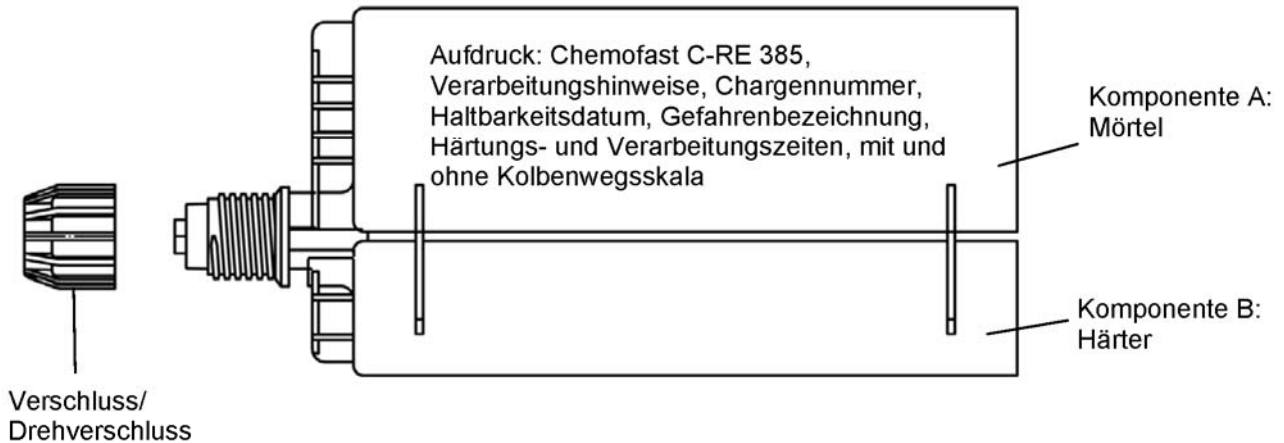 Aufdruck: Chemofast C-RE 385,
Verarbeitungshinweise, Chargennummer,
Haltbarkeitsdatum, Gefahrenbezeichnung,
Härtungs- und Verarbeitungszeiten, mit und
ohne Kolbenwegsskala
Komponente A:
Mörtel
Komponente B:
Härter
Verschluss/
Drehverschluss